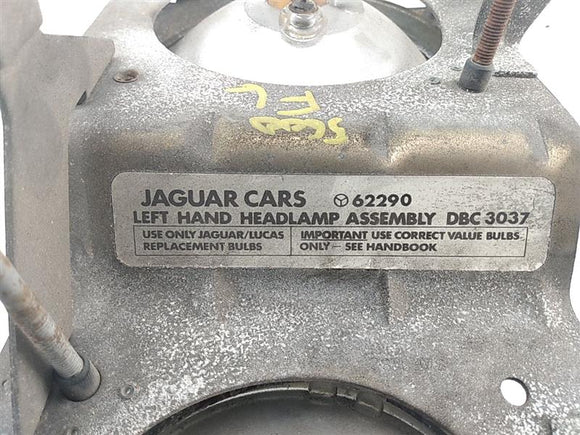 JAGUAR CARS 62290
LEFT HAND HEADLAMP ASSEMBLY DBC 3037
USE ONLY JAGUAR/LUCAS
REPLACEMENT BULBS
IMPORTANT USE CORRECT VALUE BULBS
ONLY – SEE HANDBOOK